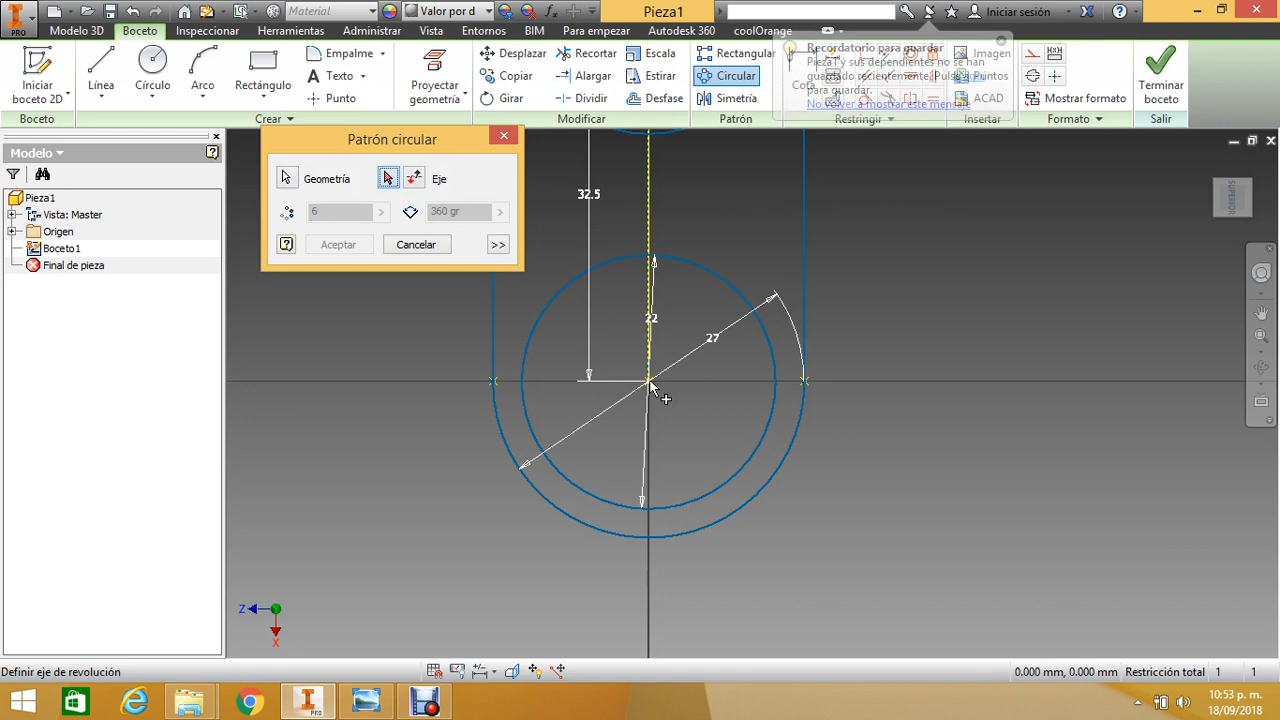 Material
Valor por d
Pieza1
Iniciar sesión
PRO
Modelo 3D Boceto Inspeccionar Herramientas Administrar Vista Entornos BIM Para empezar Autodesk 360 coolOrange
Iniciar
boceto 2D
Boceto
Línea
Círculo
Arco
Rectángulo
Empalme
Texto
Punto
Crear
Proyectar
geometría
Desplazar
Copiar
Girar
Recortar
Alargar
Dividir
Escala
Estirar
Desfase
Modificar
Rectangular
Circular
Simetría
Patrón
Cota
Recordatorio para guardar
Pieza1 y sus dependientes no se han
para guardar.
No volver a mostrar este mensaje
Restringir
Imagen
Puntos
ACAD
Insertar
Mostrar formato
Formato
Terminar
boceto
Salir
Modelo
Pieza1
Vista: Master
Origen
Boceto1
Final de pieza
Patrón circular
Geometría
Eje
6
360 gr
Aceptar
Cancelar
>>
32.5
22
27
SUPERIOR
Z
X
Definir eje de revolución
0.000 mm, 0.000 mm
Restricción total
1
1
PRO
10:53 p. m.
18/09/2018